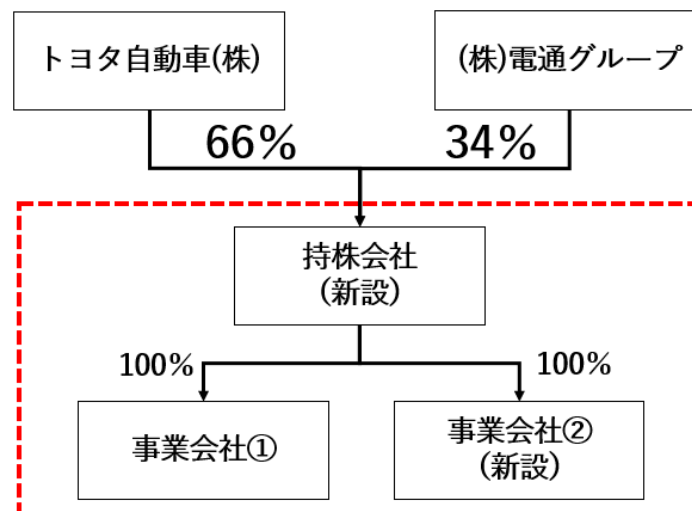 トヨタ自動車(株)
(株)電通グループ
66%
34%
持株会社
(新設)
100%
100%
事業会社①
事業会社②
(新設)